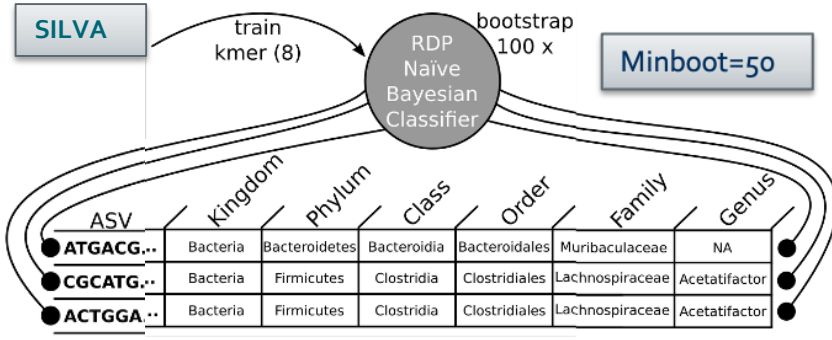 SILVA
train
kmer (8)
RDP
Naïve
Bayesian
Classifier
bootstrap
100 x
Minboot=50
ASV Kingdom Phylum Class Order Family Genus
ATGACG... Bacteria Bacteroidetes Bacteroidia Bacteroidales Muribaculaceae NA
CGCATG... Bacteria Firmicutes Clostridia Clostridiales Lachnospiraceae Acetatifactor
ACTGGA... Bacteria Firmicutes Clostridia Clostridiales Lachnospiraceae Acetatifactor